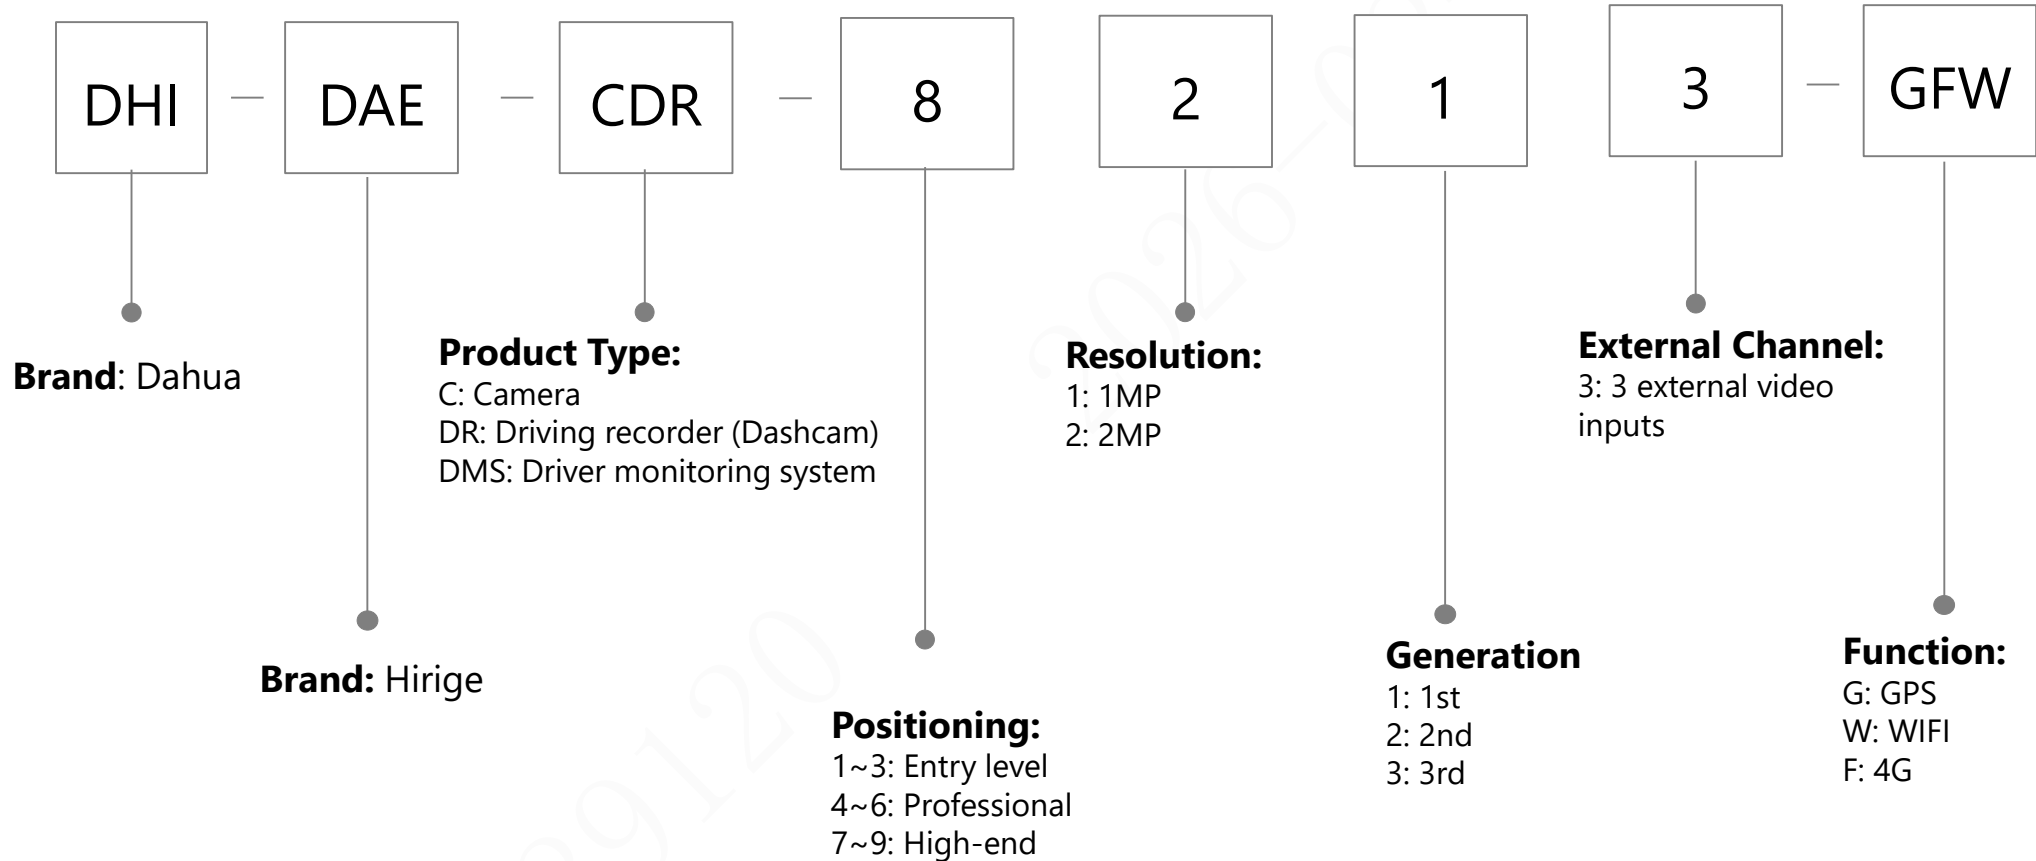 DHI — DAE — CDR — 8 2 1 3 — GFW
Brand: Dahua
Brand: Hirige
Product Type:
C: Camera
DR: Driving recorder (Dashcam)
DMS: Driver monitoring system
Positioning:
1~3: Entry level
4~6: Professional
7~9: High-end
Resolution:
1: 1MP
2: 2MP
Generation
1: 1st
2: 2nd
3: 3rd
External Channel:
3: 3 external video
inputs
Function:
G: GPS
W: WIFI
F: 4G